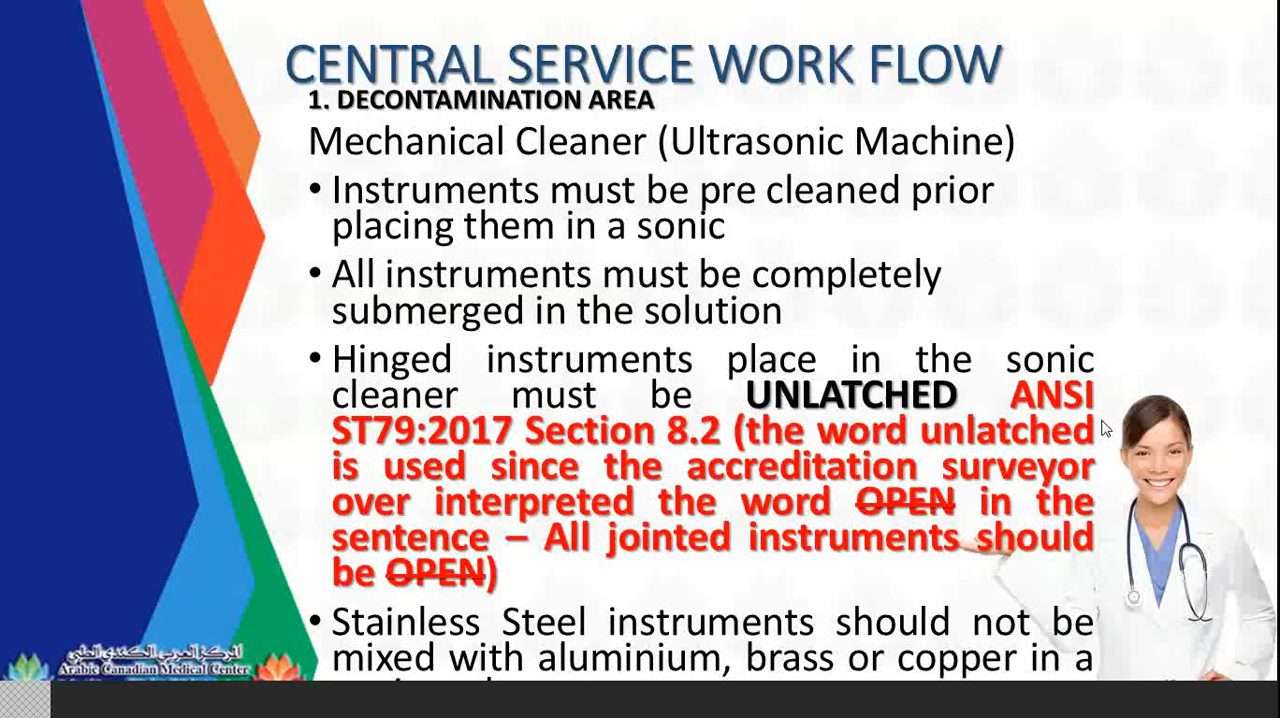 CENTRAL SERVICE WORK FLOW
1. DECONTAMINATION AREA
Mechanical Cleaner (Ultrasonic Machine)
• Instruments must be pre cleaned prior
placing them in a sonic
• All instruments must be completely
submerged in the solution
• Hinged instruments place in the sonic
cleaner must be UNLATCHED ANSI
ST79:2017 Section 8.2 (the word unlatched
is used since the accreditation surveyor
over interpreted the word OPEN in the
sentence – All jointed instruments should
be OPEN)
• Stainless Steel instruments should not be
mixed with aluminium, brass or copper in a
المركز العربي الكندي الطبي
Arabic Canadian Medical Center